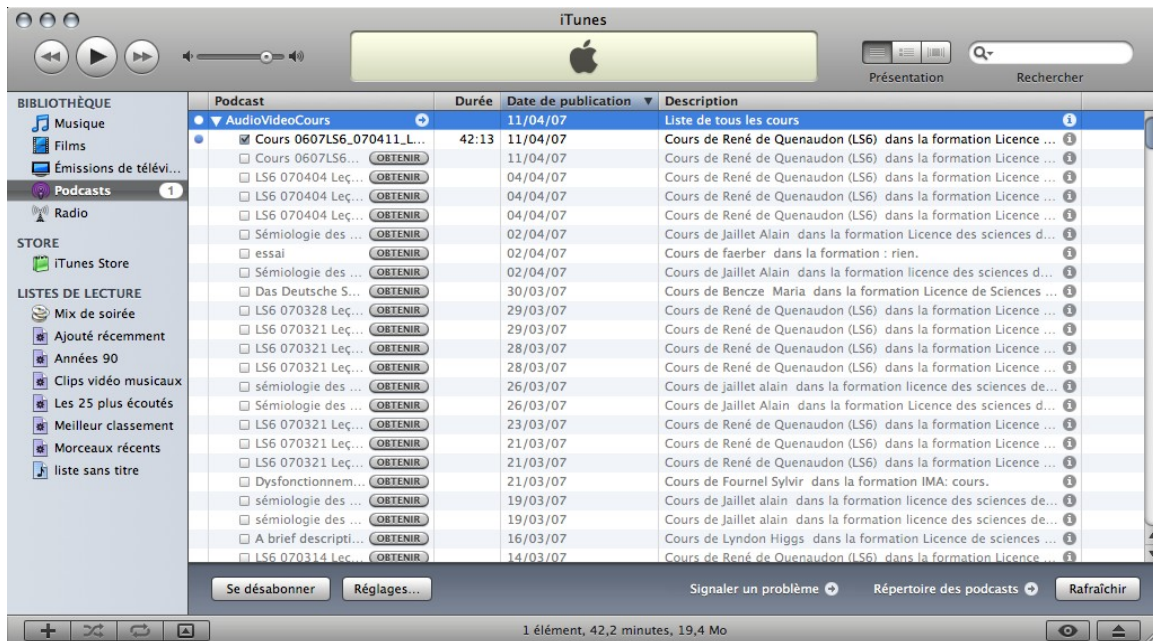 iTunes
Présentation Rechercher
BIBLIOTHÈQUE
Musique
Films
Émissions de télévi...
Podcasts 1
Radio
STORE
iTunes Store
LISTES DE LECTURE
Mix de soirée
Ajouté récemment
Années 90
Clips vidéo musicaux
Les 25 plus écoutés
Meilleur classement
Morceaux récents
liste sans titre
Podcast Durée Date de publication Description
AudioVideoCours 11/04/07 Liste de tous les cours
Cours 0607LS6_070411_L... 42:13 11/04/07 Cours de René de Quenaudon (LS6) dans la formation Licence ...
Cours 0607LS6... OBTENIR 11/04/07 Cours de René de Quenaudon (LS6) dans la formation Licence ...
LS6 070404 Leç... OBTENIR 04/04/07 Cours de René de Quenaudon (LS6) dans la formation Licence ...
LS6 070404 Leç... OBTENIR 04/04/07 Cours de René de Quenaudon (LS6) dans la formation Licence ...
LS6 070404 Leç... OBTENIR 04/04/07 Cours de René de Quenaudon (LS6) dans la formation Licence ...
Sémiologie des ... OBTENIR 02/04/07 Cours de Jaillet Alain dans la formation Licence des sciences d...
essai OBTENIR 02/04/07 Cours de faerber dans la formation : rien.
Sémiologie des ... OBTENIR 02/04/07 Cours de Jaillet Alain dans la formation licence des sciences d...
Das Deutsche S... OBTENIR 30/03/07 Cours de Bencze Maria dans la formation Licence de Sciences ...
LS6 070328 Leç... OBTENIR 29/03/07 Cours de René de Quenaudon (LS6) dans la formation Licence ...
LS6 070321 Leç... OBTENIR 29/03/07 Cours de René de Quenaudon (LS6) dans la formation Licence ...
LS6 070321 Leç... OBTENIR 28/03/07 Cours de René de Quenaudon (LS6) dans la formation Licence ...
LS6 070321 Leç... OBTENIR 28/03/07 Cours de René de Quenaudon (LS6) dans la formation Licence ...
sémiologie des ... OBTENIR 26/03/07 Cours de jaillet alain dans la formation licence des sciences de...
Sémiologie des ... OBTENIR 26/03/07 Cours de Jaillet Alain dans la formation Licence des sciences d...
LS6 070321 Leç... OBTENIR 23/03/07 Cours de René de Quenaudon (LS6) dans la formation Licence ...
LS6 070321 Leç... OBTENIR 21/03/07 Cours de René de Quenaudon (LS6) dans la formation Licence ...
LS6 070321 Leç... OBTENIR 21/03/07 Cours de René de Quenaudon (LS6) dans la formation Licence ...
Dysfonctionnem... OBTENIR 21/03/07 Cours de Fournel Sylvir dans la formation IMA: cours.
sémiologie des ... OBTENIR 19/03/07 Cours de Jaillet alain dans la formation licence des sciences de...
sémiologie des ... OBTENIR 19/03/07 Cours de Jaillet alain dans la formation licence des sciences de...
A brief descripti... OBTENIR 16/03/07 Cours de Lyndon Higgs dans la formation Licence de sciences ...
LS6 070314 Leç... OBTENIR 14/03/07 Cours de René de Quenaudon (LS6) dans la formation Licence ...
Se désabonner Réglages... Signaler un problème Répertoire des podcasts Rafraîchir
1 élément, 42,2 minutes, 19,4 Mo